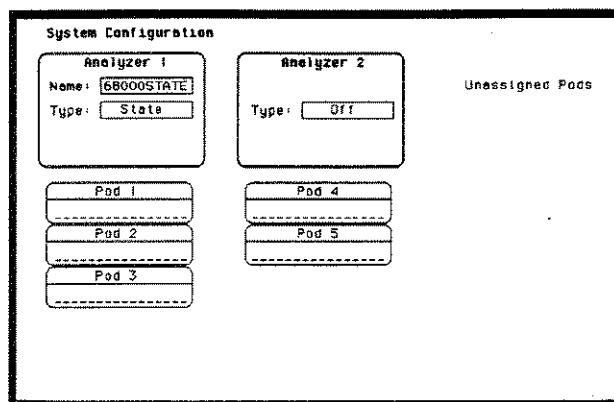 System Configuration
Analyzer 1
Name: 68000STATE
Type: State
Analyzer 2
Type: Off
Unassigned Pods
Pod 1
Pod 2
Pod 3
Pod 4
Pod 5